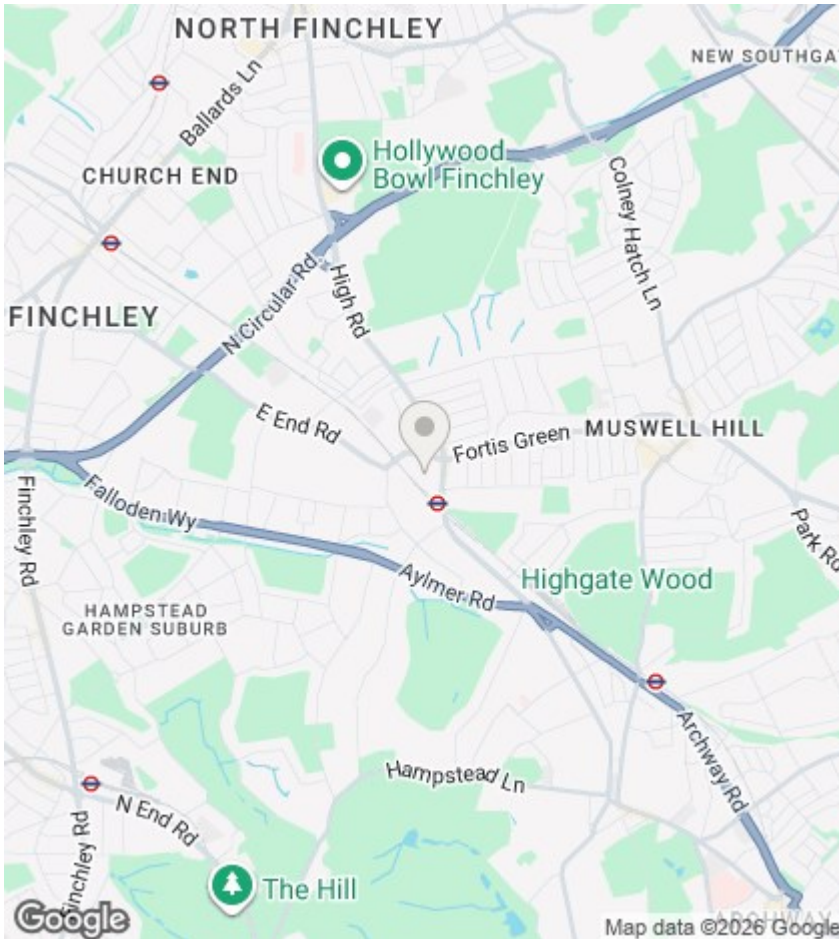 NORTH FINCHLEY
NEW SOUTHGA
Ballards Ln
Hollywood
Bowl Finchley
CHURCH END
Colney Hatch Ln
N Circular Rd
High Rd
FINCHLEY
E End Rd
Fortis Green
MUSWELL HILL
Finchley Rd
Falloden Wy
Park Rd
Aylmer Rd
Highgate Wood
HAMPSTEAD
GARDEN SUBURB
Archway Rd
Hampstead Ln
N End Rd
Finchley Rd
The Hill
ARCHWAY
Google
Map data ©2026 Google